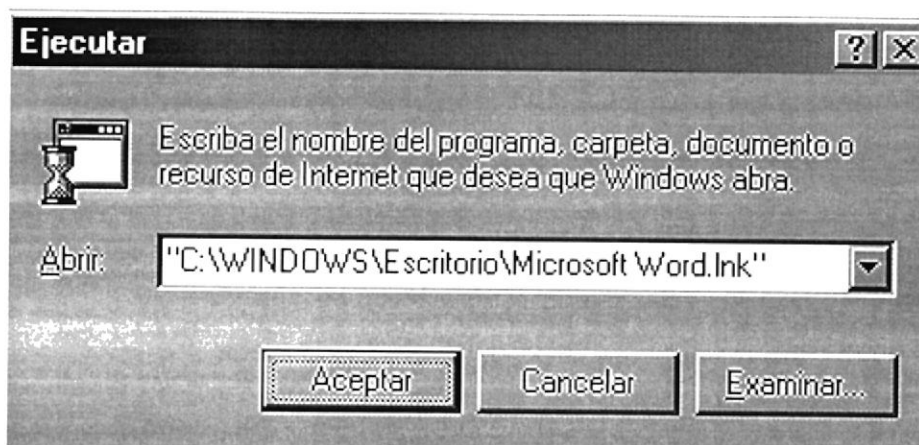 Ejecutar
Escriba el nombre del programa, carpeta, documento o
recurso de Internet que desea que Windows abra.
Abrir: "C:\WINDOWS\Escritorio\Microsoft Word.lnk"
Aceptar Cancelar Examinar...